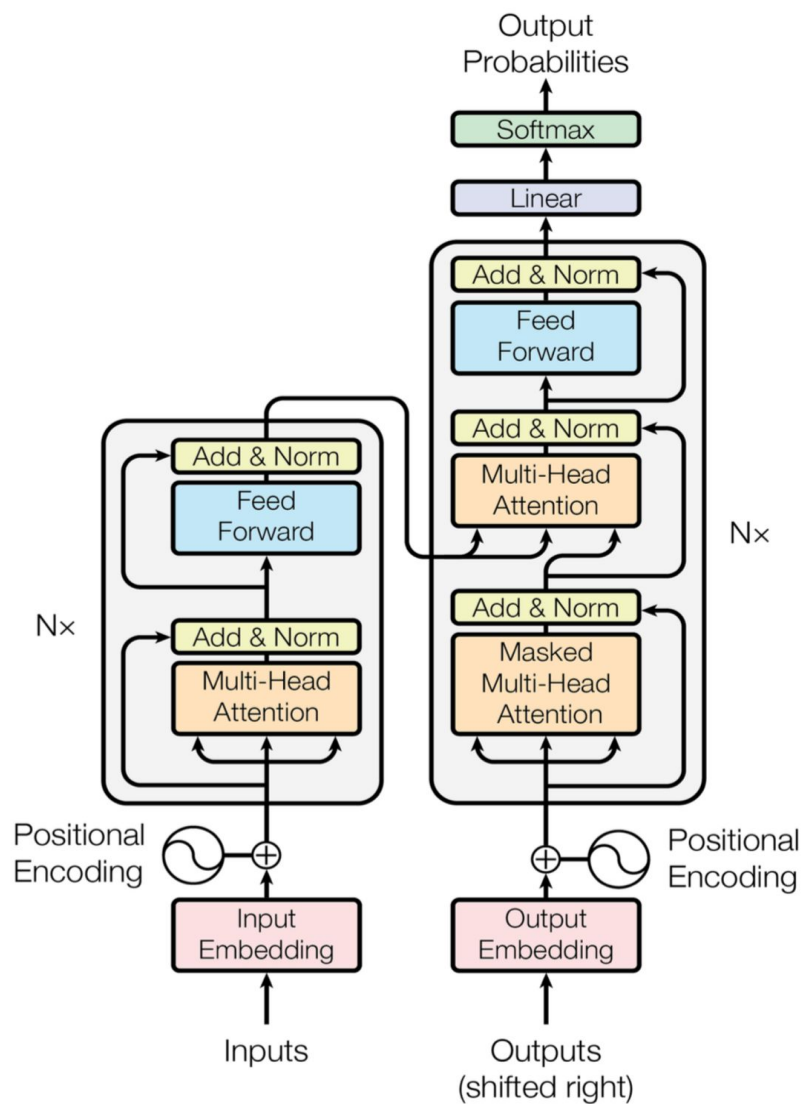 Output
Probabilities
Softmax
Linear
Add & Norm
Feed
Forward
Add & Norm
Multi-Head
Attention
Add & Norm
Masked
Multi-Head
Attention
Nx
Add & Norm
Feed
Forward
Add & Norm
Multi-Head
Attention
Nx
Positional
Encoding
Input
Embedding
Inputs
Positional
Encoding
Output
Embedding
Outputs
(shifted right)